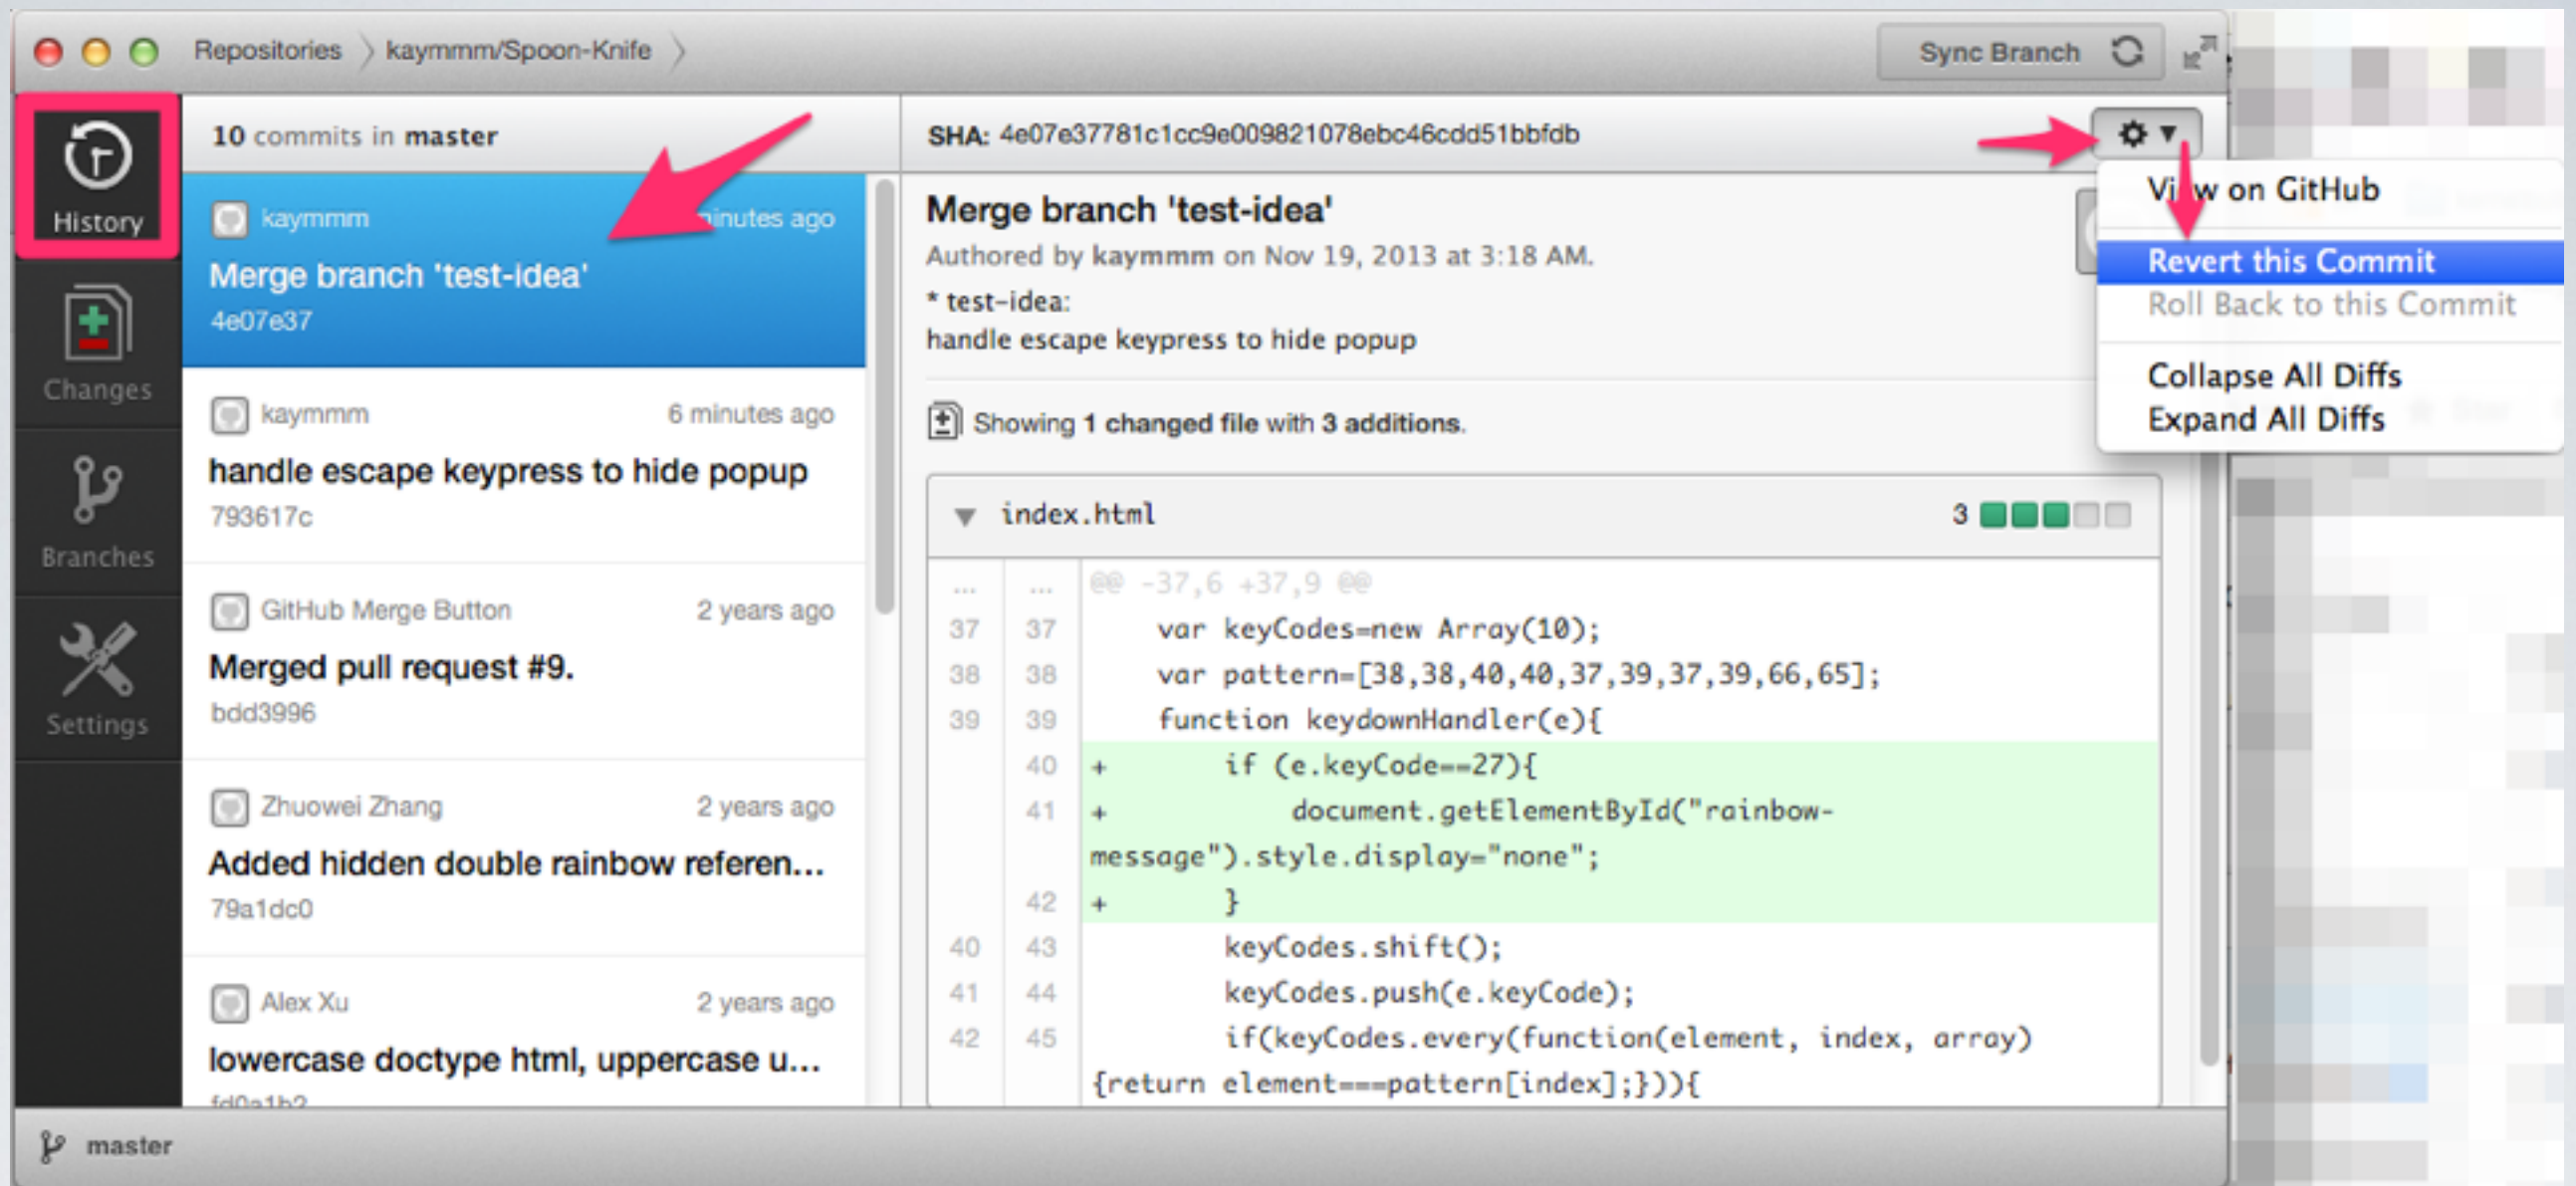 Repositories kaymmm/Spoon-Knife
Sync Branch
History
Changes
Branches
Settings
10 commits in master
kaymmm minutes ago
Merge branch 'test-idea'
4e07e37
kaymmm 6 minutes ago
handle escape keypress to hide popup
793617c
GitHub Merge Button 2 years ago
Merged pull request #9.
bdd3996
Zhuowei Zhang 2 years ago
Added hidden double rainbow referen...
79a1dc0
Alex Xu 2 years ago
lowercase doctype html, uppercase u...
fd0a1b2
SHA: 4e07e37781c1cc9e009821078ebc46cdd51bbfdb
Merge branch 'test-idea'
Authored by kaymmm on Nov 19, 2013 at 3:18 AM.
* test-idea:
handle escape keypress to hide popup
Showing 1 changed file with 3 additions.
index.html 3
... ... @@ -37,6 +37,9 @@
37 37 var keyCodes=new Array(10);
38 38 var pattern=[38,38,40,40,37,39,37,39,66,65];
39 39 function keydownHandler(e){
40 + if (e.keyCode==27){
41 + document.getElementById("rainbow-
message").style.display="none";
42 + }
40 43 keyCodes.shift();
41 44 keyCodes.push(e.keyCode);
42 45 if(keyCodes.every(function(element, index, array)
{return element===pattern[index];})){
View on GitHub
Revert this Commit
Roll Back to this Commit
Collapse All Diffs
Expand All Diffs
master